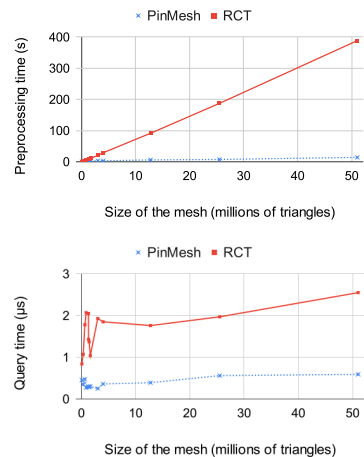 PinMesh RCT
Preprocessing time (s)
400
300
200
100
0
0 10 20 30 40 50
Size of the mesh (millions of triangles)
PinMesh RCT
Query time (µs)
3
2
1
0
0 10 20 30 40 50
Size of the mesh (millions of triangles)